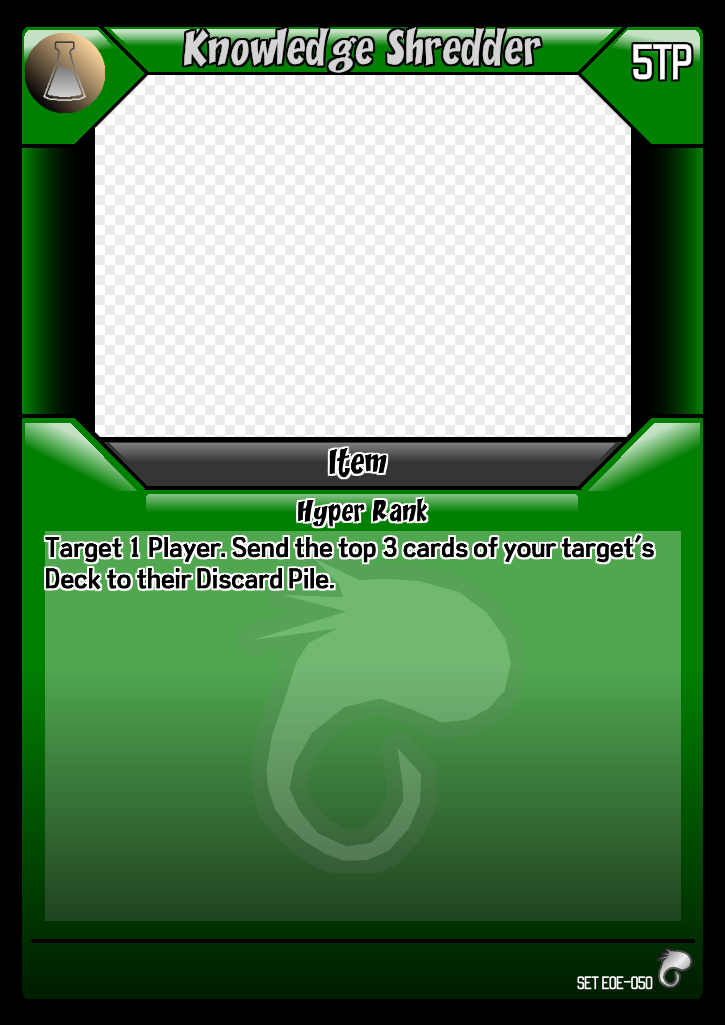 Knowledge Shredder
5TP
Item
Hyper Rank
Target 1 Player. Send the top 3 cards of your target's
Deck to their Discard Pile.
SET EOE-050